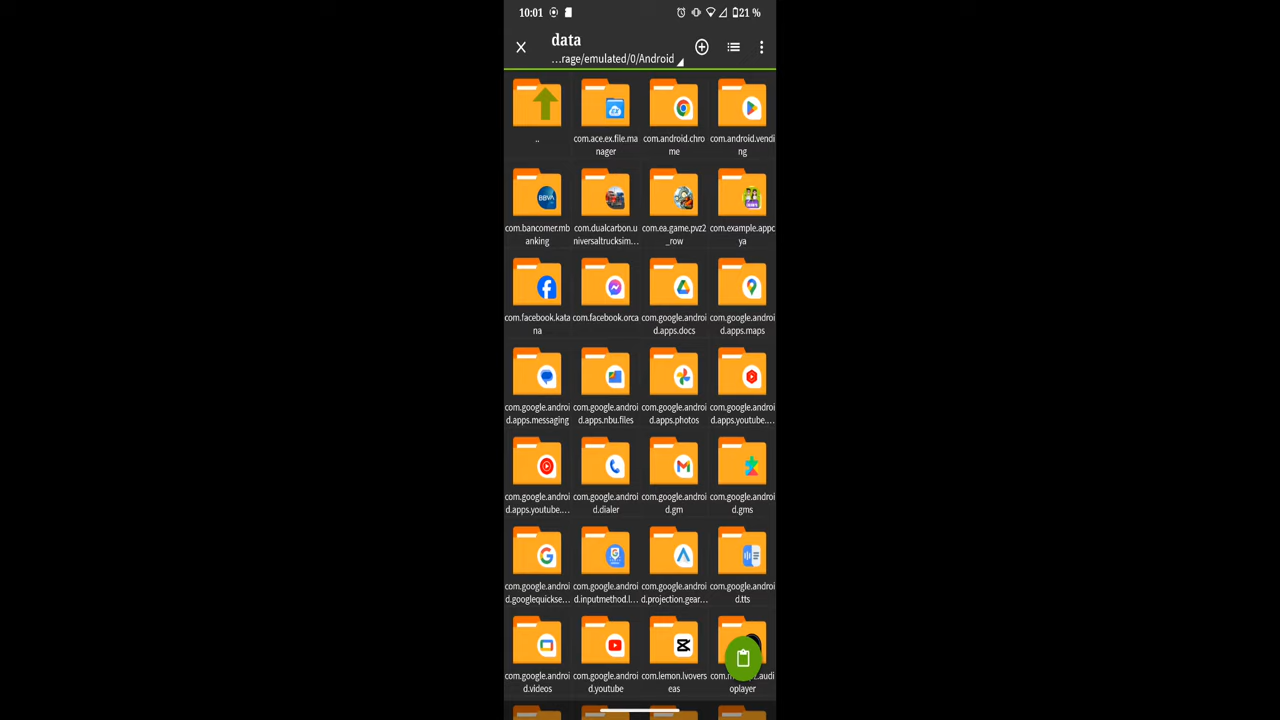 10:01
21 %
data
...rage/emulated/0/Android
..
com.ace.ex.file.ma
nager
com.android.chro
me
com.android.vendi
ng
com.bancomer.mb
anking
com.dualcarbon.u
niversaltrucksim...
com.ea.game.pvz2
_row
com.example.appc
ya
com.facebook.kata
na
com.facebook.orca
com.google.androi
d.apps.docs
com.google.androi
d.apps.maps
com.google.androi
d.apps.messaging
com.google.androi
d.apps.nbu.files
com.google.androi
d.apps.photos
com.google.androi
d.apps.youtube....
com.google.androi
d.apps.youtube....
com.google.androi
d.dialer
com.google.androi
d.gm
com.google.androi
d.gms
com.google.androi
d.googlequickse...
com.google.androi
d.inputmethod.l...
com.google.androi
d.projection.gear...
com.google.androi
d.tts
com.google.androi
d.videos
com.google.androi
d.youtube
com.lemon.lvovers
eas
oplayer
BBVA